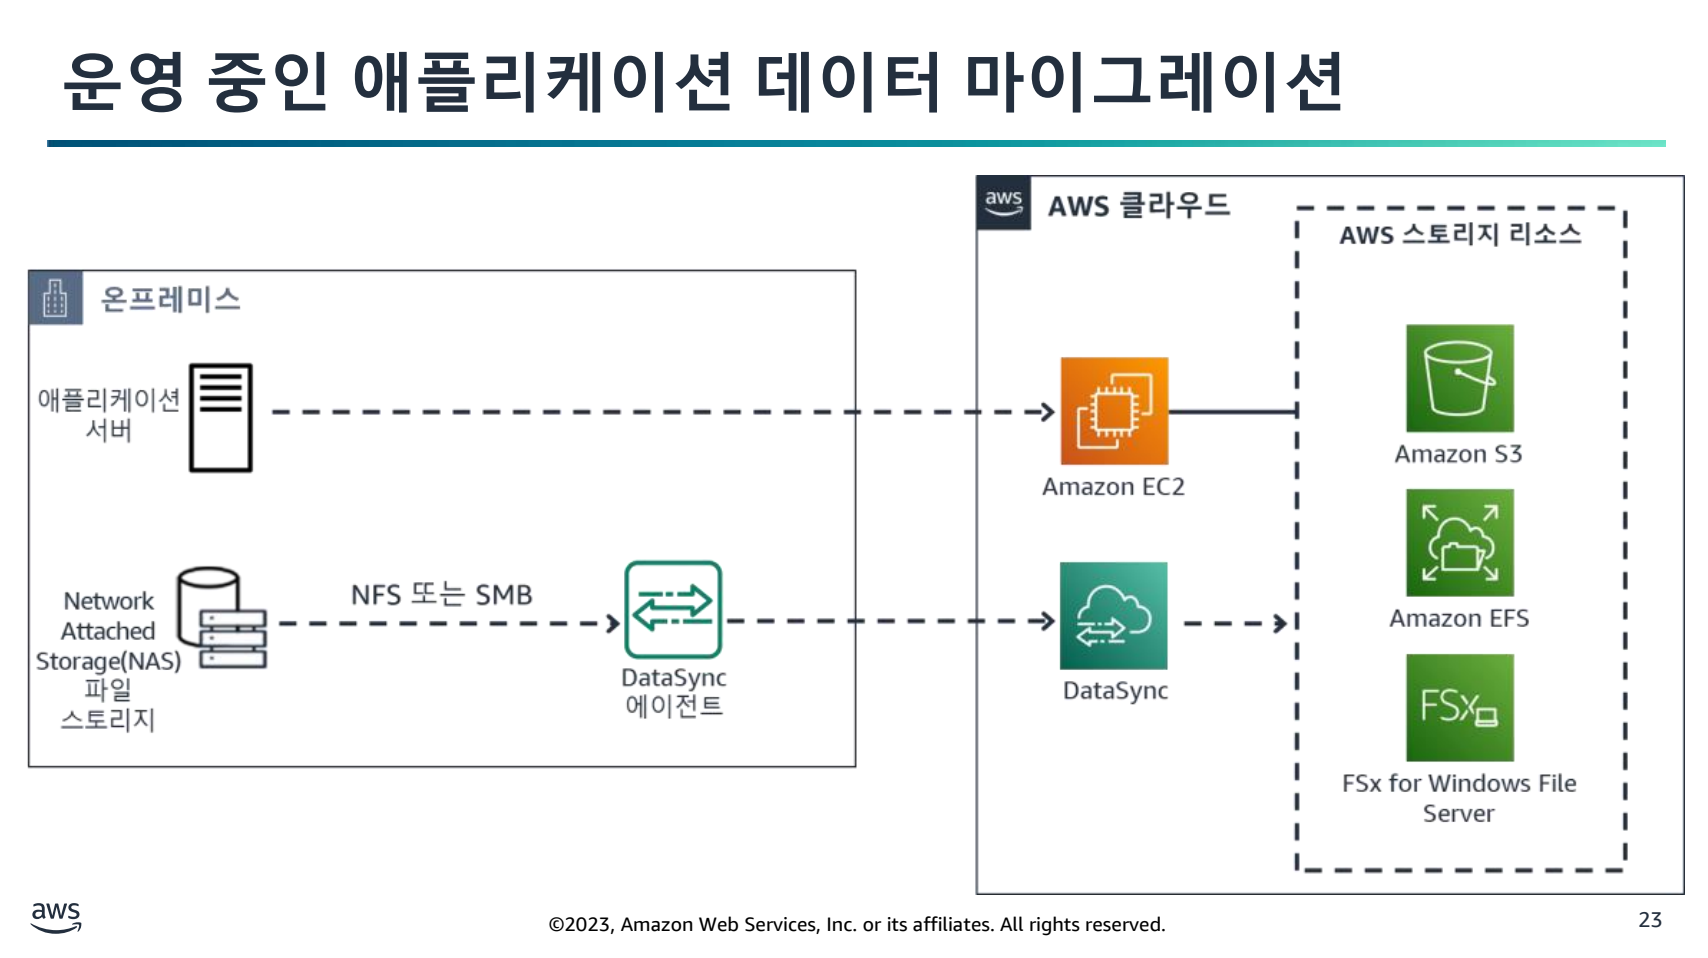 운영 중인 애플리케이션 데이터 마이그레이션
aws
AWS 클라우드
AWS 스토리지 리소스
온프레미스
애플리케이션
서버
Amazon EC2
Amazon S3
Network
Attached
Storage(NAS)
파일
스토리지
NFS 또는 SMB
DataSync
에이전트
DataSync
Amazon EFS
FSx
FSx for Windows File
Server
aws
©2023, Amazon Web Services, Inc. or its affiliates. All rights reserved.
23